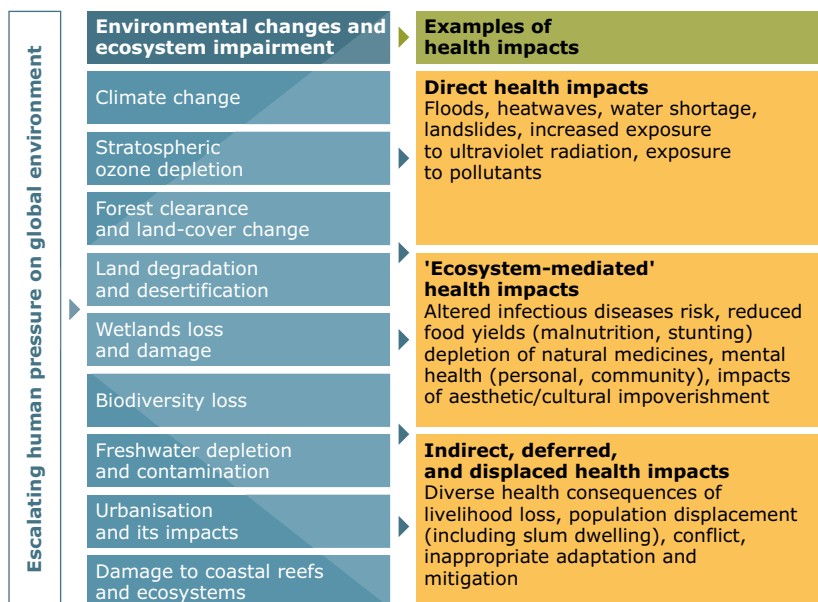 Escalating human pressure on global environment
Environmental changes and
ecosystem impairment
Climate change
Stratospheric
ozone depletion
Forest clearance
and land-cover change
Land degradation
and desertification
Wetlands loss
and damage
Biodiversity loss
Freshwater depletion
and contamination
Urbanisation
and its impacts
Damage to coastal reefs
and ecosystems
Examples of
health impacts
Direct health impacts
Floods, heatwaves, water shortage,
landslides, increased exposure
to ultraviolet radiation, exposure
to pollutants
'Ecosystem-mediated'
health impacts
Altered infectious diseases risk, reduced
food yields (malnutrition, stunting)
depletion of natural medicines, mental
health (personal, community), impacts
of aesthetic/cultural impoverishment
Indirect, deferred,
and displaced health impacts
Diverse health consequences of
livelihood loss, population displacement
(including slum dwelling), conflict,
inappropriate adaptation and
mitigation